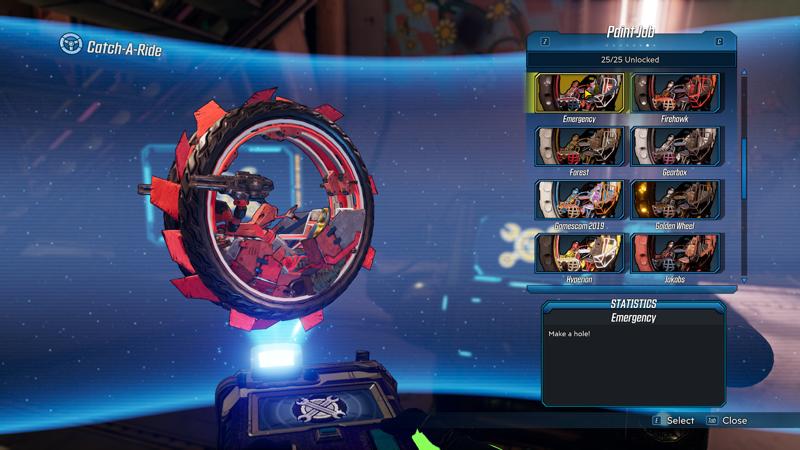 Catch-A-Ride
Paint Job
Z
C
25/25 Unlocked
Emergency
Firehawk
Forest
Gearbox
Gamescom 2019
Golden Wheel
Hyperion
Jakobs
STATISTICS
Emergency
Make a hole!
E Select
Tab Close